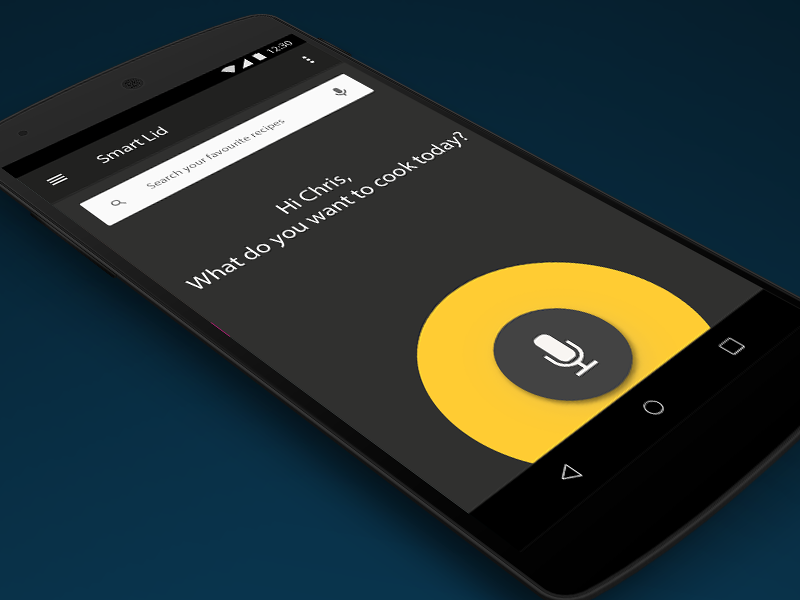 12:30
Smart Lid
Search your favourite recipes
Hi Chris,
What do you want to cook today?